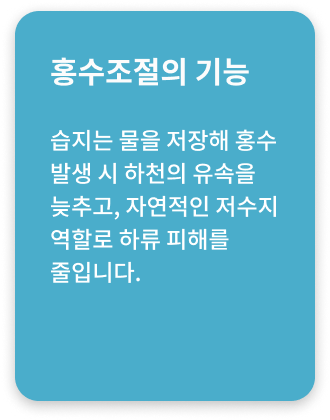 홍수조절의 기능
습지는 물을 저장해 홍수
발생 시 하천의 유속을
늦추고, 자연적인 저수지
역할로 하류 피해를
줄입니다.